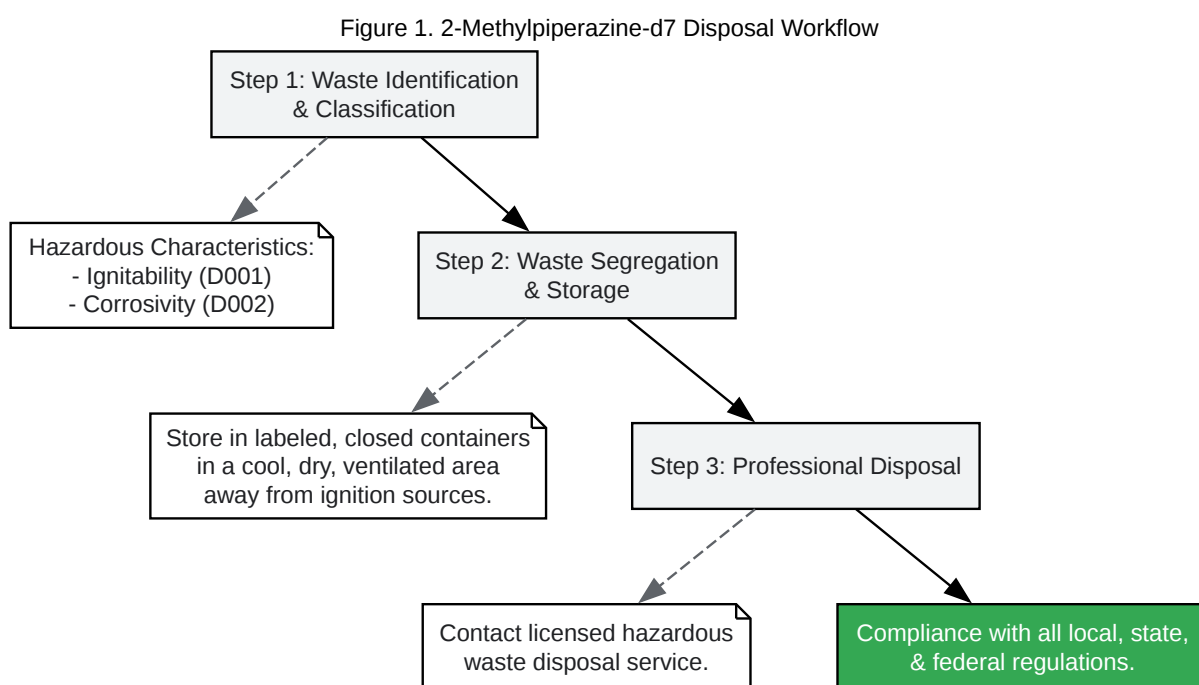 Figure 1. 2-Methylpiperazine-d7 Disposal Workflow
Step 1: Waste Identification
& Classification
Hazardous Characteristics:
- Ignitability (D001)
- Corrosivity (D002)
Step 2: Waste Segregation
& Storage
Store in labeled, closed containers
in a cool, dry, ventilated area
away from ignition sources.
Step 3: Professional Disposal
Contact licensed hazardous
waste disposal service.
Compliance with all local, state,
& federal regulations.